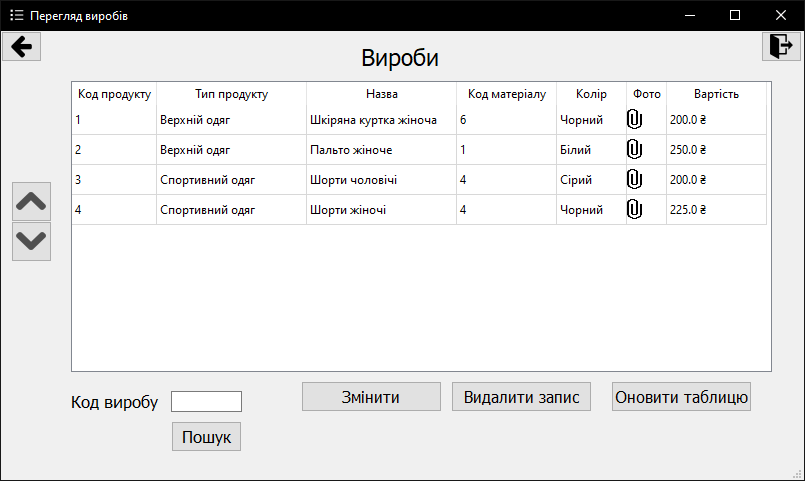 Перегляд виробів
Вироби
Код продукту Тип продукту Назва Код матеріалу Колір Фото Вартість
1 Верхній одяг Шкіряна куртка жіноча 6 Чорний 200.0 ₴
2 Верхній одяг Пальто жіноче 1 Білий 250.0 ₴
3 Спортивний одяг Шорти чоловічі 4 Сірий 200.0 ₴
4 Спортивний одяг Шорти жіночі 4 Чорний 225.0 ₴
Код виробу Змінити Видалити запис Оновити таблицю
Пошук